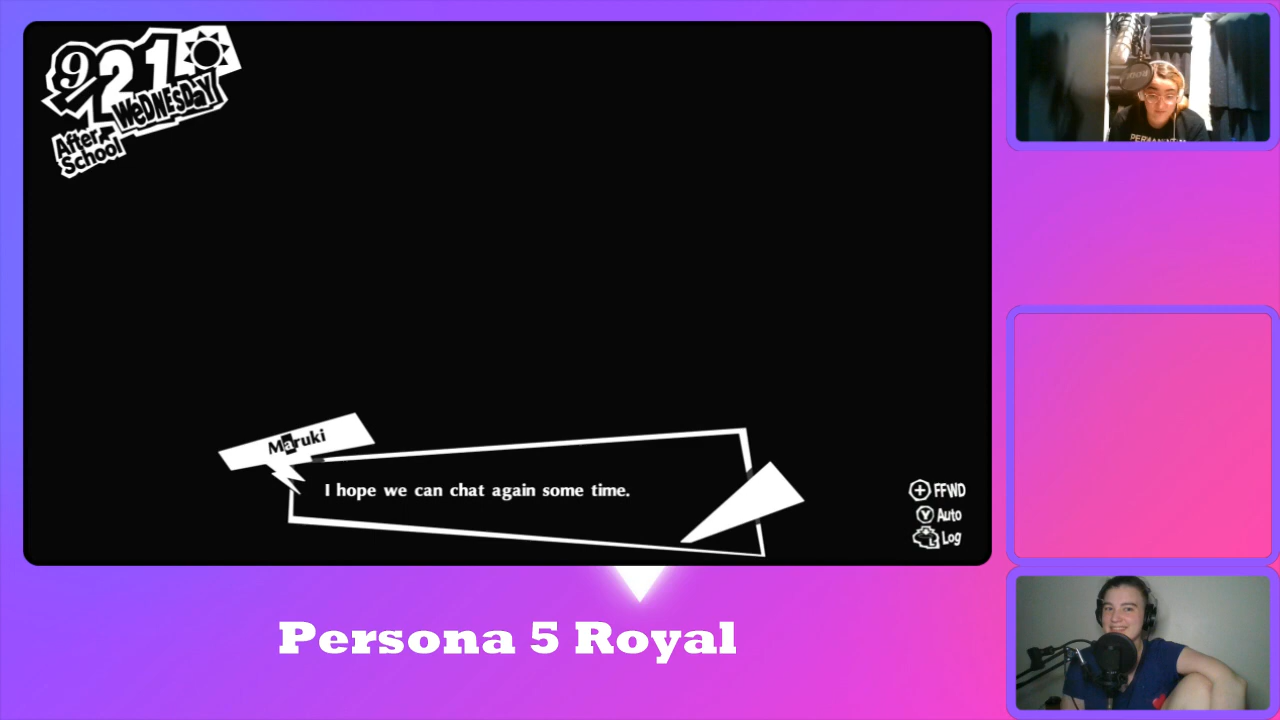 9/21
WeDNESDaY
After
School
Maruki
I hope we can chat again some time.
+ FFWD
Y Auto
L Log
Persona 5 Royal